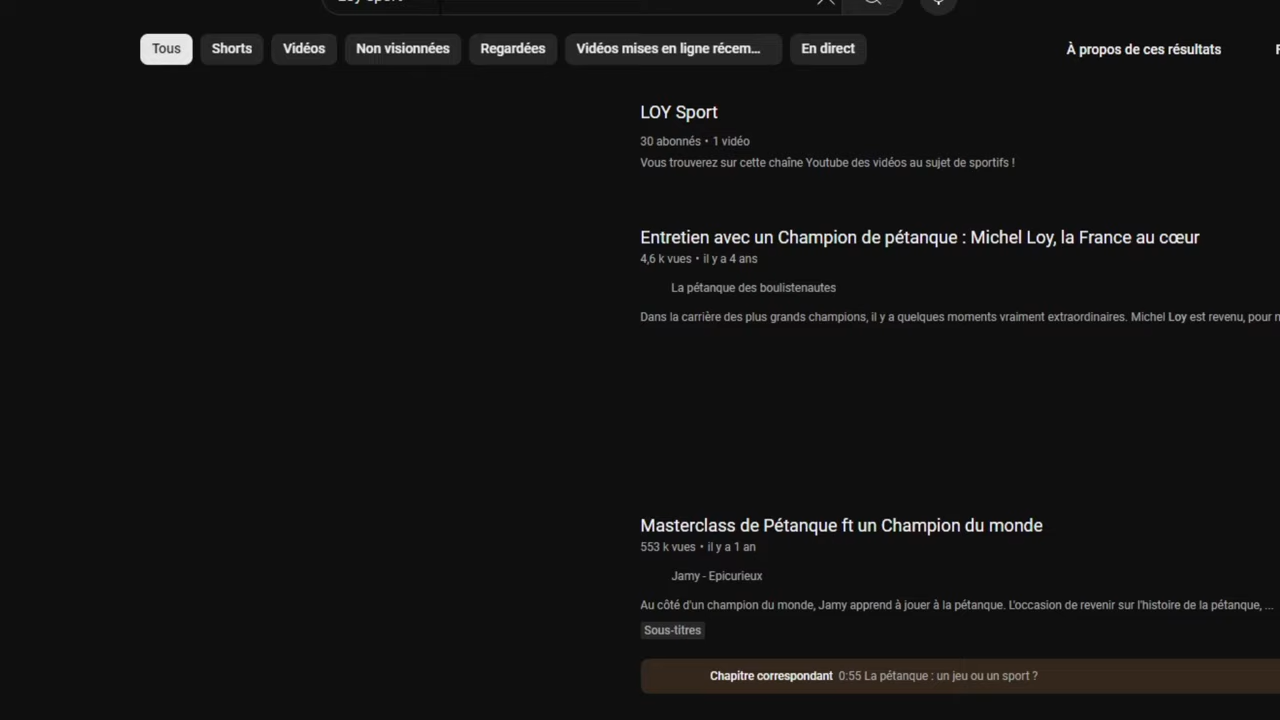 Loy Sport
Tous
Shorts
Vidéos
Non visionnées
Regardées
Vidéos mises en ligne récem...
En direct
À propos de ces résultats
LOY Sport
30 abonnés • 1 vidéo
Vous trouverez sur cette chaîne Youtube des vidéos au sujet de sportifs !
Entretien avec un Champion de pétanque : Michel Loy, la France au cœur
4,6 k vues • il y a 4 ans
La pétanque des boulistenautes
Dans la carrière des plus grands champions, il y a quelques moments vraiment extraordinaires. Michel Loy est revenu, pour
Masterclass de Pétanque ft un Champion du monde
553 k vues • il y a 1 an
Jamy - Epicurieux
Au côté d'un champion du monde, Jamy apprend à jouer à la pétanque. L'occasion de revenir sur l'histoire de la pétanque, ...
Sous-titres
Chapitre correspondant 0:55 La pétanque : un jeu ou un sport ?